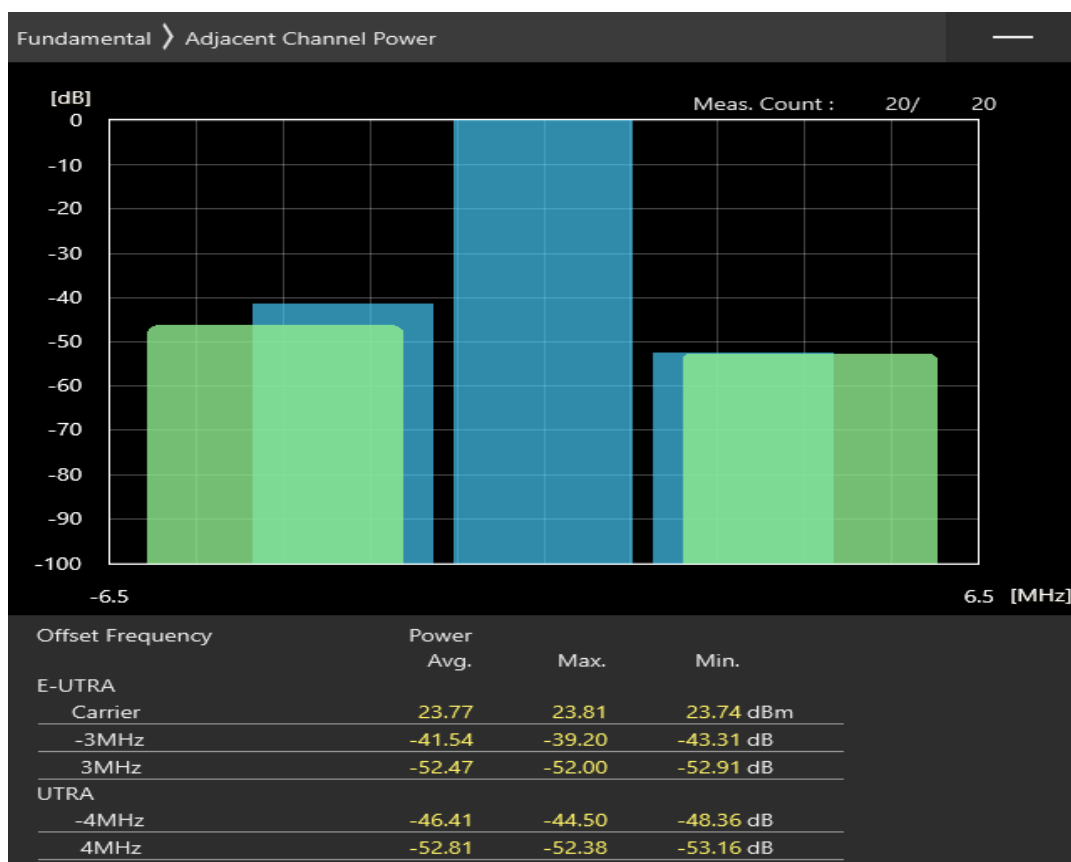 Fundamental 〉 Adjacent Channel Power
[dB]
Meas. Count : 20/ 20
0
-10
-20
-30
-40
-50
-60
-70
-80
-90
-100
-6.5 6.5 [MHz]
Offset Frequency Power
Avg. Max. Min.
E-UTRA
Carrier 23.77 23.81 23.74 dBm
-3MHz -41.54 -39.20 -43.31 dB
3MHz -52.47 -52.00 -52.91 dB
UTRA
-4MHz -46.41 -44.50 -48.36 dB
4MHz -52.81 -52.38 -53.16 dB